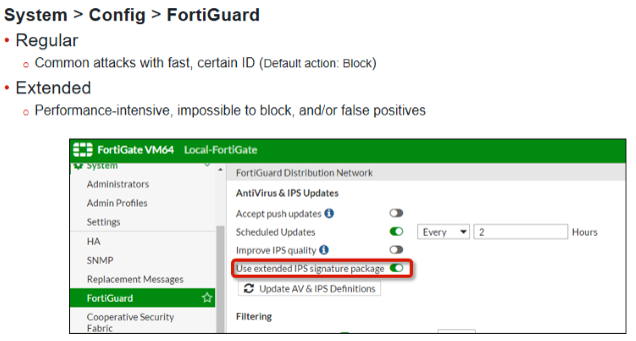 System > Config > FortiGuard
• Regular
o Common attacks with fast, certain ID (Default action: Block)
• Extended
o Performance-intensive, impossible to block, and/or false positives
FortiGate VM64 Local-FortiGate
System
Administrators
Admin Profiles
Settings
HA
SNMP
Replacement Messages
FortiGuard
Cooperative Security
Fabric
FortiGuard Distribution Network
AntiVirus & IPS Updates
Accept push updates
Scheduled Updates Every 2 Hours
Improve IPS quality
Use extended IPS signature package
Update AV & IPS Definitions
Filtering